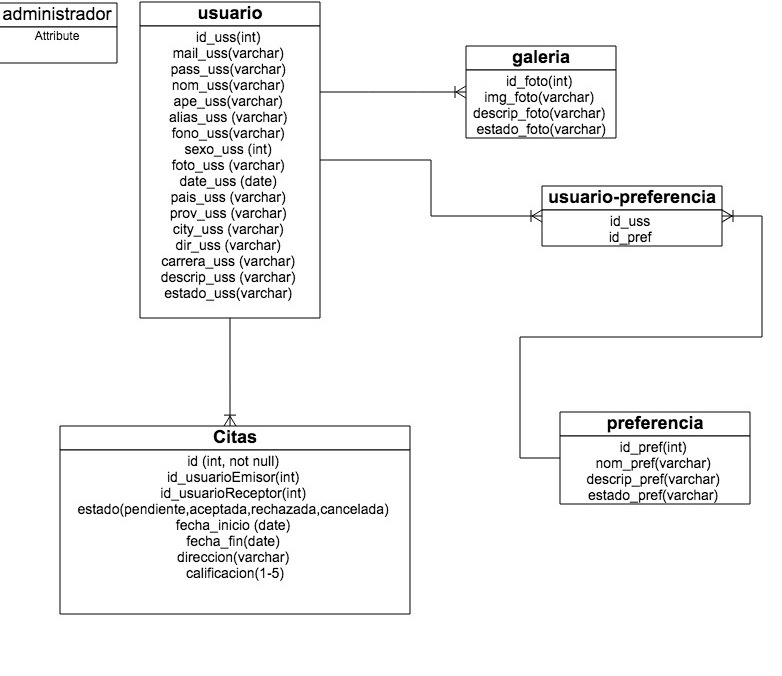 administrador
Attribute
usuario
id_uss(int)
mail_uss(varchar)
pass_uss(varchar)
nom_uss(varchar)
ape_uss(varchar)
alias_uss (varchar)
fono_uss(varchar)
sexo_uss (int)
foto_uss (varchar)
date_uss (date)
pais_uss (varchar)
prov_uss (varchar)
city_uss (varchar)
dir_uss (varchar)
carrera_uss (varchar)
descrip_uss (varchar)
estado_uss(varchar)
galeria
id_foto(int)
img_foto(varchar)
descrip_foto(varchar)
estado_foto(varchar)
usuario-preferencia
id_uss
id_pref
preferencia
id_pref(int)
nom_pref(varchar)
descrip_pref(varchar)
estado_pref(varchar)
Citas
id (int, not null)
id_usuarioEmisor(int)
id_usuarioReceptor(int)
estado(pendiente,aceptada,rechazada,cancelada)
fecha_inicio (date)
fecha_fin(date)
direccion(varchar)
calificacion(1-5)